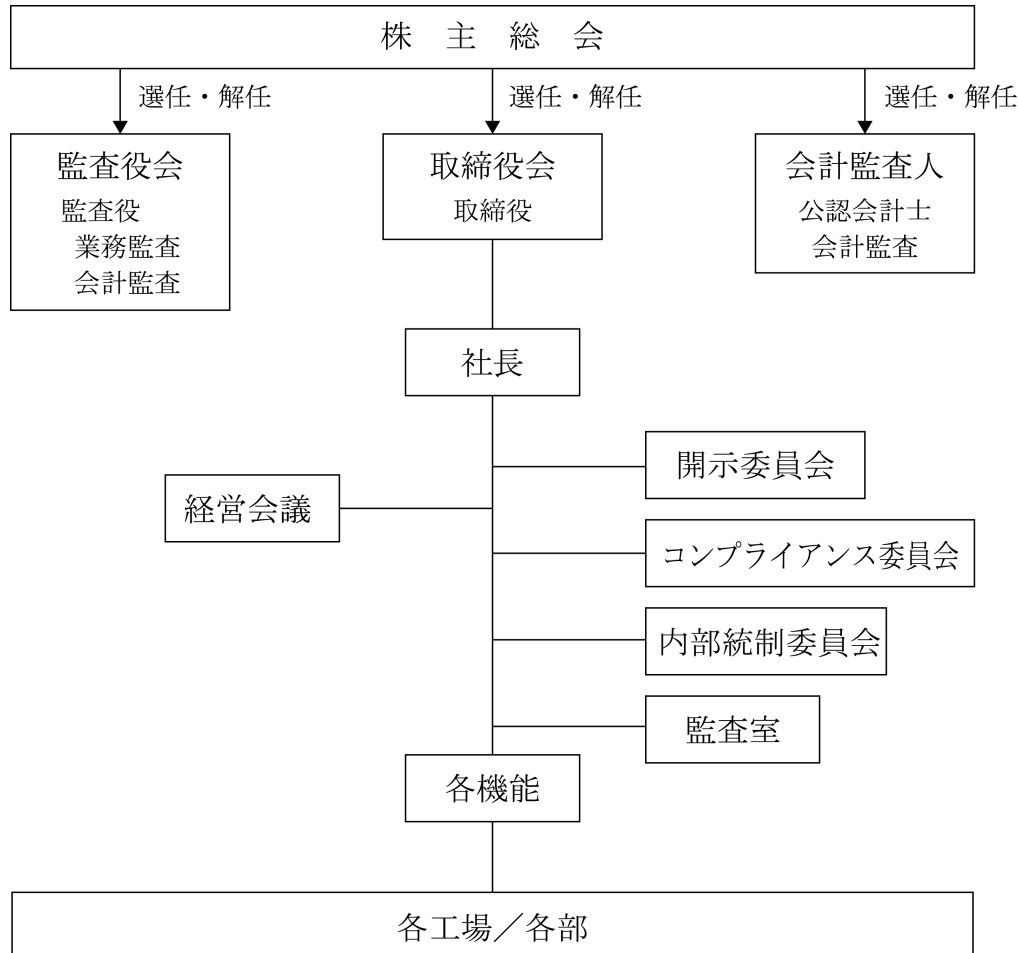 株　主　総　会
選任・解任
選任・解任
選任・解任
監査役会
監査役
業務監査
会計監査
取締役会
取締役
会計監査人
公認会計士
会計監査
社長
開示委員会
経営会議
コンプライアンス委員会
内部統制委員会
監査室
各機能
各工場／各部